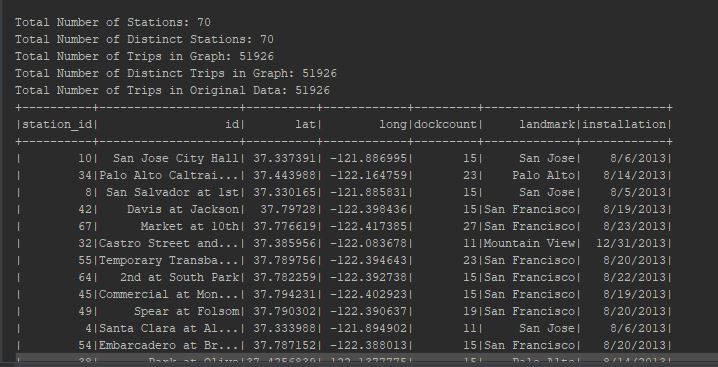 Total Number of Stations: 70
Total Number of Distinct Stations: 70
Total Number of Trips in Graph: 51926
Total Number of Distinct Trips in Graph: 51926
Total Number of Trips in Original Data: 51926
+----------+--------------------+---------+-----------+---------+-------------+------------+
|station_id|                  id|      lat|       long|dockcount|     landmark|installation|
+----------+--------------------+---------+-----------+---------+-------------+------------+
|        10|  San Jose City Hall|37.337391|-121.886995|       15|     San Jose|    8/6/2013|
|        34|Palo Alto Caltrai...|37.443988|-122.164759|       23|    Palo Alto|   8/14/2013|
|         8| San Salvador at 1st|37.330165|-121.885831|       15|     San Jose|    8/5/2013|
|        42|    Davis at Jackson| 37.79728|-122.398436|       15|San Francisco|   8/19/2013|
|        67|      Market at 10th|37.776619|-122.417385|       27|San Francisco|   8/23/2013|
|        32|Castro Street and...|37.385956|-122.083678|       11|Mountain View|  12/31/2013|
|        55|Temporary Transba...|37.789756|-122.394643|       23|San Francisco|   8/20/2013|
|        64|   2nd at South Park|37.782259|-122.392738|       15|San Francisco|   8/22/2013|
|        45|Commercial at Mon...|37.794231|-122.402923|       15|San Francisco|   8/19/2013|
|        49|     Spear at Folsom|37.790302|-122.390637|       19|San Francisco|   8/20/2013|
|         4|Santa Clara at Al...|37.333988|-121.894902|       11|     San Jose|    8/6/2013|
|        54|Embarcadero at Br...|37.787152|-122.388013|       15|San Francisco|   8/20/2013|
|        38|       Park at Olive|37.4256839|-122.1377775|       15|    Palo Alto|   8/14/2013|